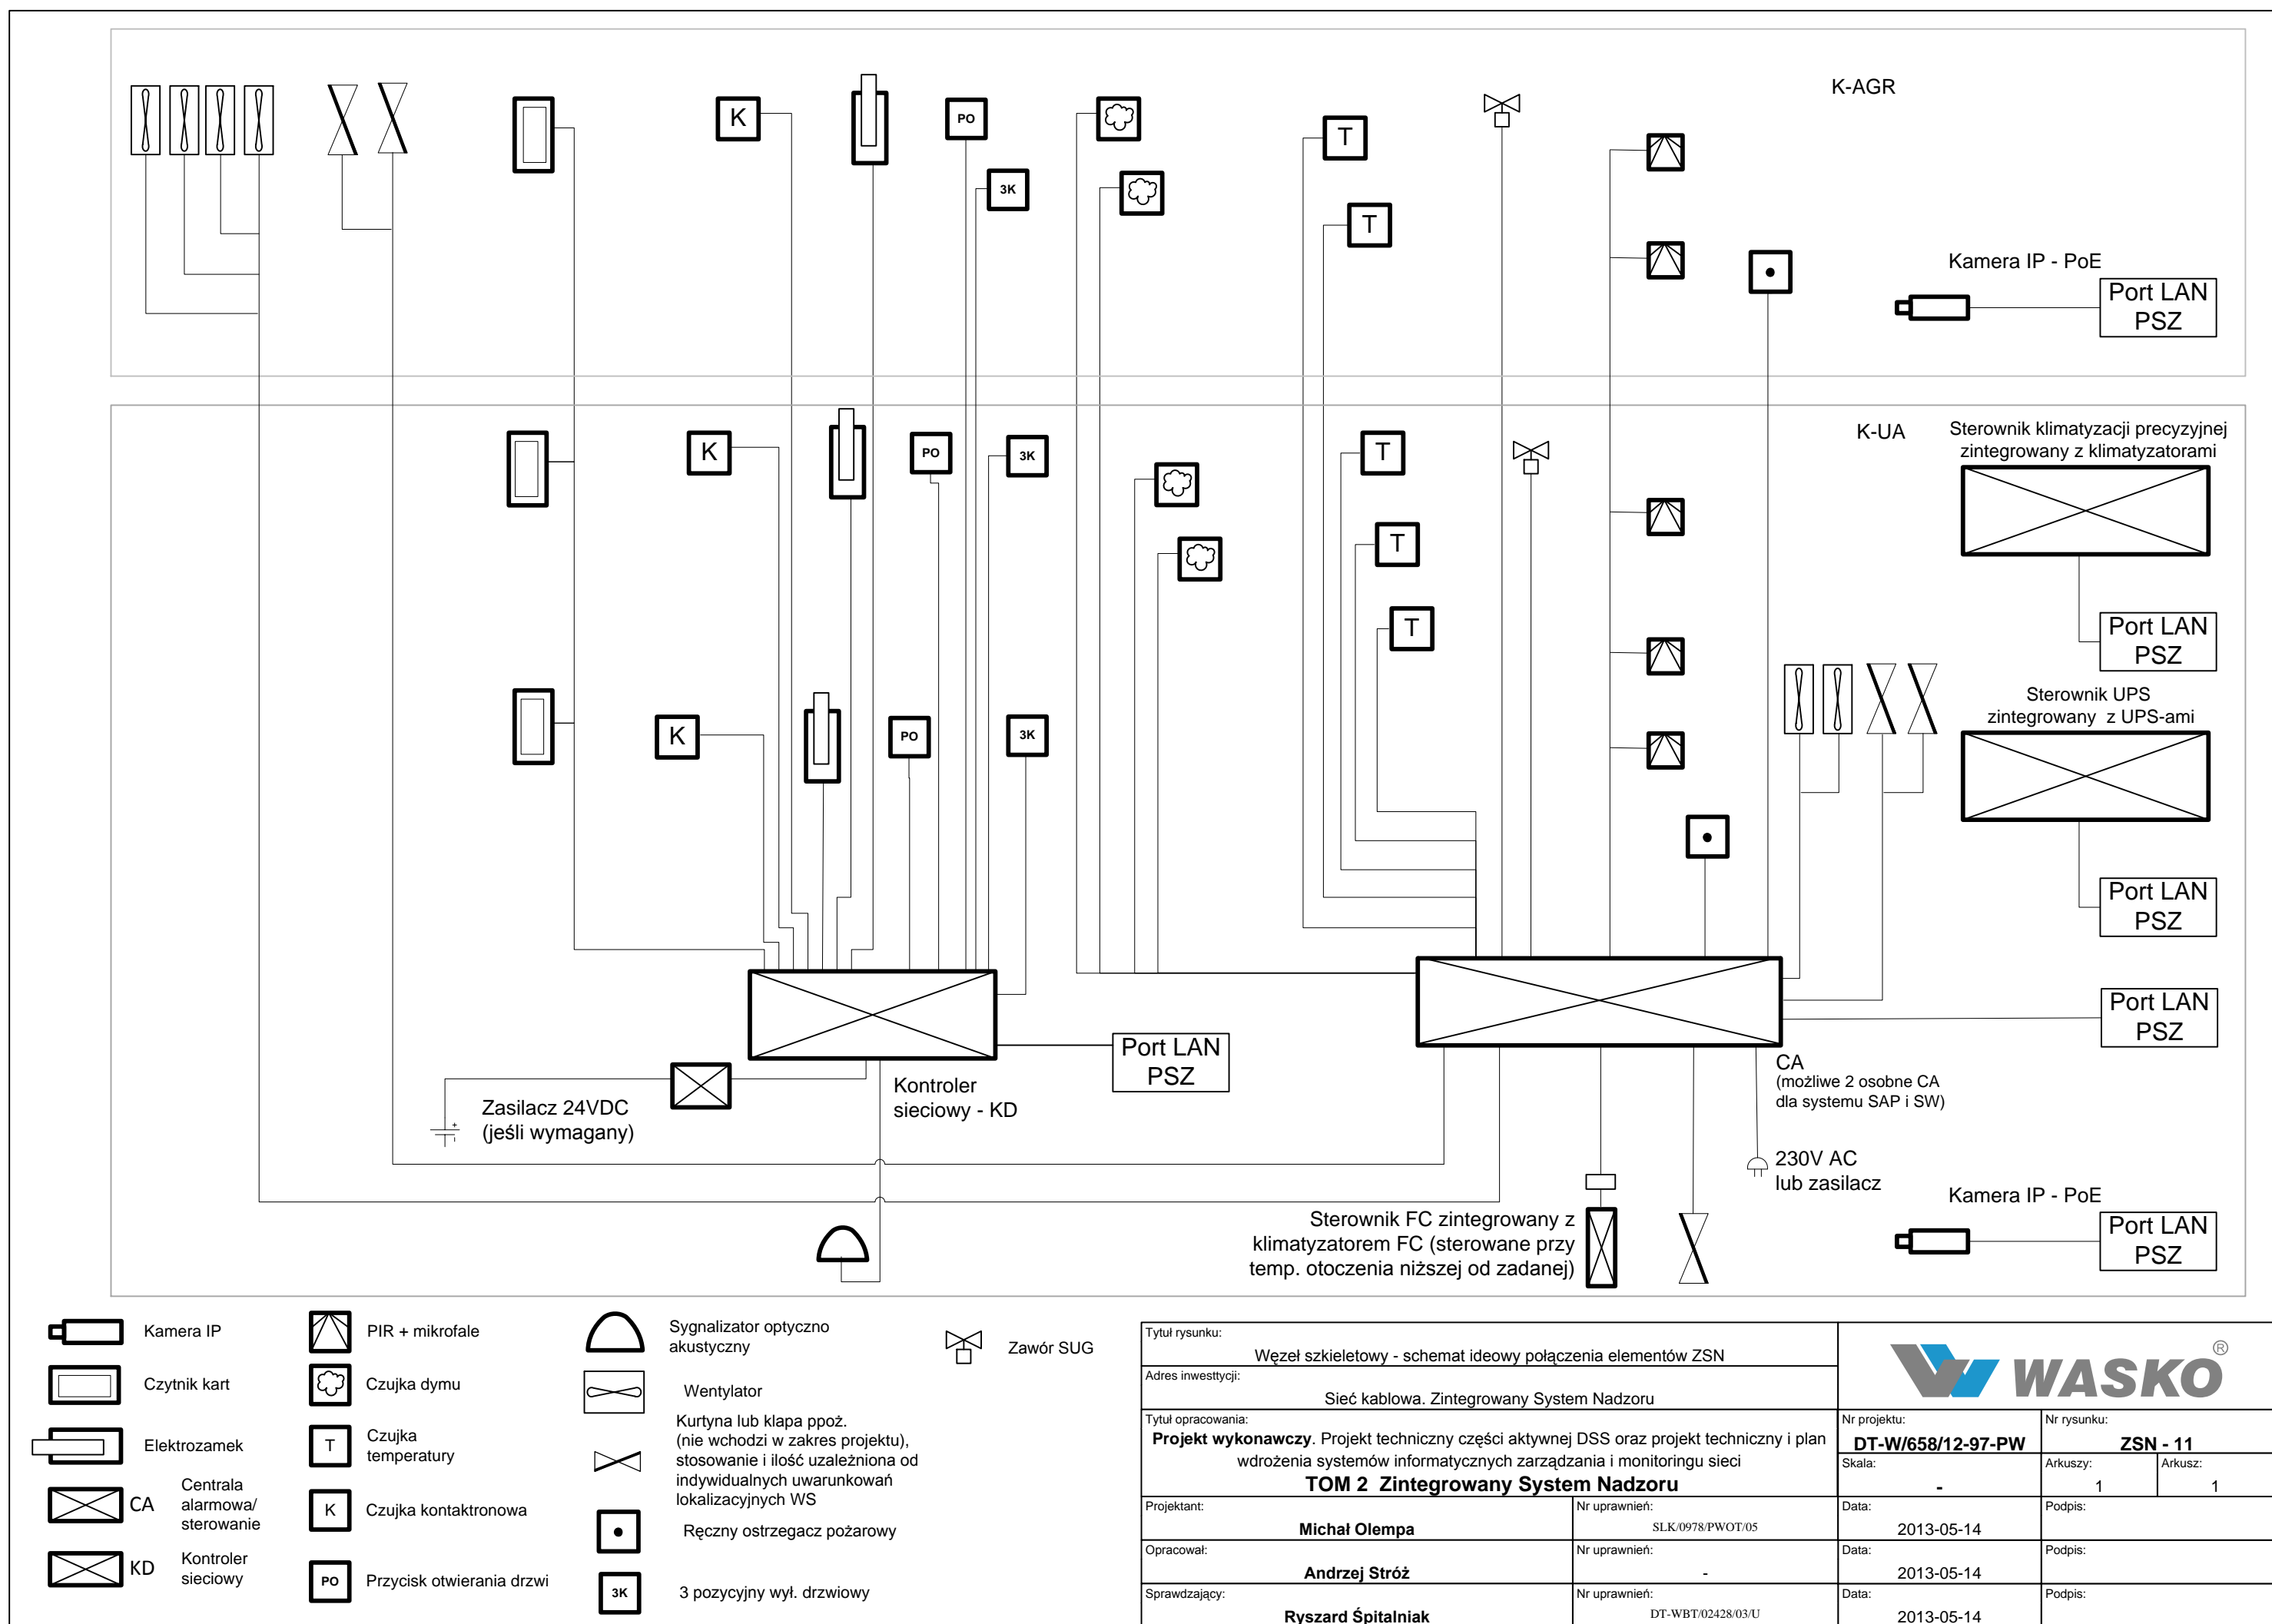 K-AGR
K
PO
3K
T
T
Kamera IP - PoE
Port LAN
PSZ
K-UA
Sterownik klimatyzacji precyzyjnej
zintegrowany z klimatyzatorami
K
PO
3K
T
T
T
Port LAN
PSZ
Sterownik UPS
zintegrowany z UPS-ami
K
PO
3K
Port LAN
PSZ
Port LAN
PSZ
Port LAN
PSZ
CA
(możliwe 2 osobne CA
dla systemu SAP i SW)
Kontroler
sieciowy - KD
Zasilacz 24VDC
(jeśli wymagany)
+
-
230V AC
lub zasilacz
Sterownik FC zintegrowany z
klimatyzatorem FC (sterowane przy
temp. otoczenia niższej od zadanej)
Kamera IP - PoE
Port LAN
PSZ
Kamera IP
Czytnik kart
Elektrozamek
CA
Centrala
alarmowa/
sterowanie
KD
Kontroler
sieciowy
PIR + mikrofale
Czujka dymu
T
Czujka
temperatury
K
Czujka kontaktronowa
PO
Przycisk otwierania drzwi
Sygnalizator optyczno
akustyczny
Wentylator
Kurtyna lub klapa ppoż.
(nie wchodzi w zakres projektu),
stosowanie i ilość uzależniona od
indywidualnych uwarunkowań
lokalizacyjnych WS
Ręczny ostrzegacz pożarowy
3K
3 pozycyjny wył. drzwiowy
Zawór SUG
Tytuł rysunku:
Węzeł szkieletowy - schemat ideowy połączenia elementów ZSN
Adres inwesttycji:
Sieć kablowa. Zintegrowany System Nadzoru
Tytuł opracowania:
Projekt wykonawczy. Projekt techniczny części aktywnej DSS oraz projekt techniczny i plan
wdrożenia systemów informatycznych zarządzania i monitoringu sieci
TOM 2 Zintegrowany System Nadzoru
WASKO ®
Nr projektu:
DT-W/658/12-97-PW
Nr rysunku:
ZSN - 11
Skala:
-
Arkuszy:
1
Arkusz:
1
Projektant:
Michał Olempa
Nr uprawnień:
SLK/0978/PWOT/05
Data:
2013-05-14
Podpis:
Opracował:
Andrzej Stróż
Nr uprawnień:
-
Data:
2013-05-14
Podpis:
Sprawdzający:
Ryszard Śpitalniak
Nr uprawnień:
DT-WBT/02428/03/U
Data:
2013-05-14
Podpis: